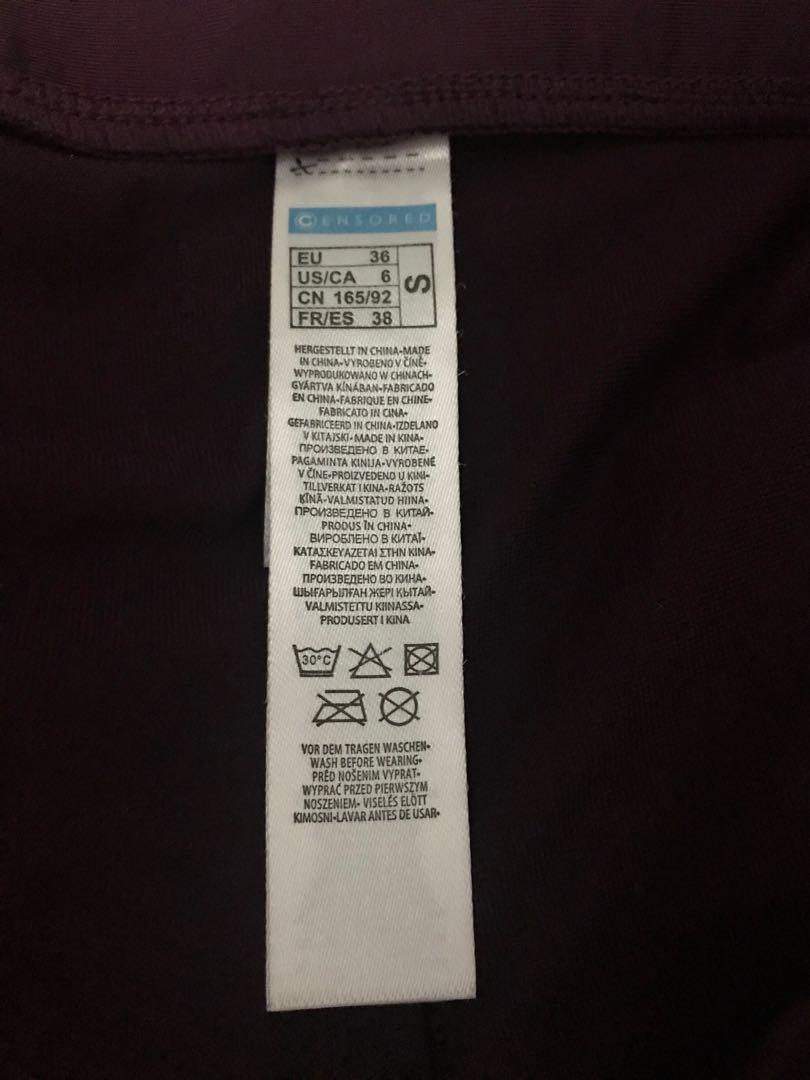 CENSORED
EU 36
US/CA 6
CN 165/92
FR/ES 38
S
HERGESTELLT IN CHINA•MADE
IN CHINA•VYROBENO V ČÍNĚ•
WYPRODUKOWANO W CHINACH•
GYÁRTVA KÍNÁBAN•FABRICADO
EN CHINA•FABRIQUE EN CHINE•
FABRICATO IN CINA•
GEFABRICEERD IN CHINA•IZDELANO
V KITAJSKI•MADE IN KINA•
ПРОИЗВЕДЕНО В КИТАЕ•
PAGAMINTA KINIJA•VYROBENÉ
V ČÍNE•PROIZVEDENO U KINI•
TILLVERKAT I KINA•RAŽOTS
ĶĪNĀ•VALMISTATUD HIINA•
ПРОИЗВЕДЕНО В КИТАЙ•
PRODUS ÎN CHINA•
ВИРОБЛЕНО В КИТАЇ•
ΚΑΤΑΣΚΕΥΑΖΕΤΑΙ ΣΤΗΝ ΚΙΝΑ•
FABRICADO EM CHINA•
ПРОИЗВЕДЕНО ВО КИНА•
ШЫҒАРЫЛҒАН ЖЕРІ ҚЫТАЙ•
VALMISTETTU KIINASSA•
PRODUSERT I KINA
30°C
VOR DEM TRAGEN WASCHEN•
WASH BEFORE WEARING•
PŘED NOŠENIM VYPRAT•
WYPRAĆ PRZED PIERWSZYM
NOSZENIEM• VISELÉS ELÖTT
KIMOSNI•LAVAR ANTES DE USAR•